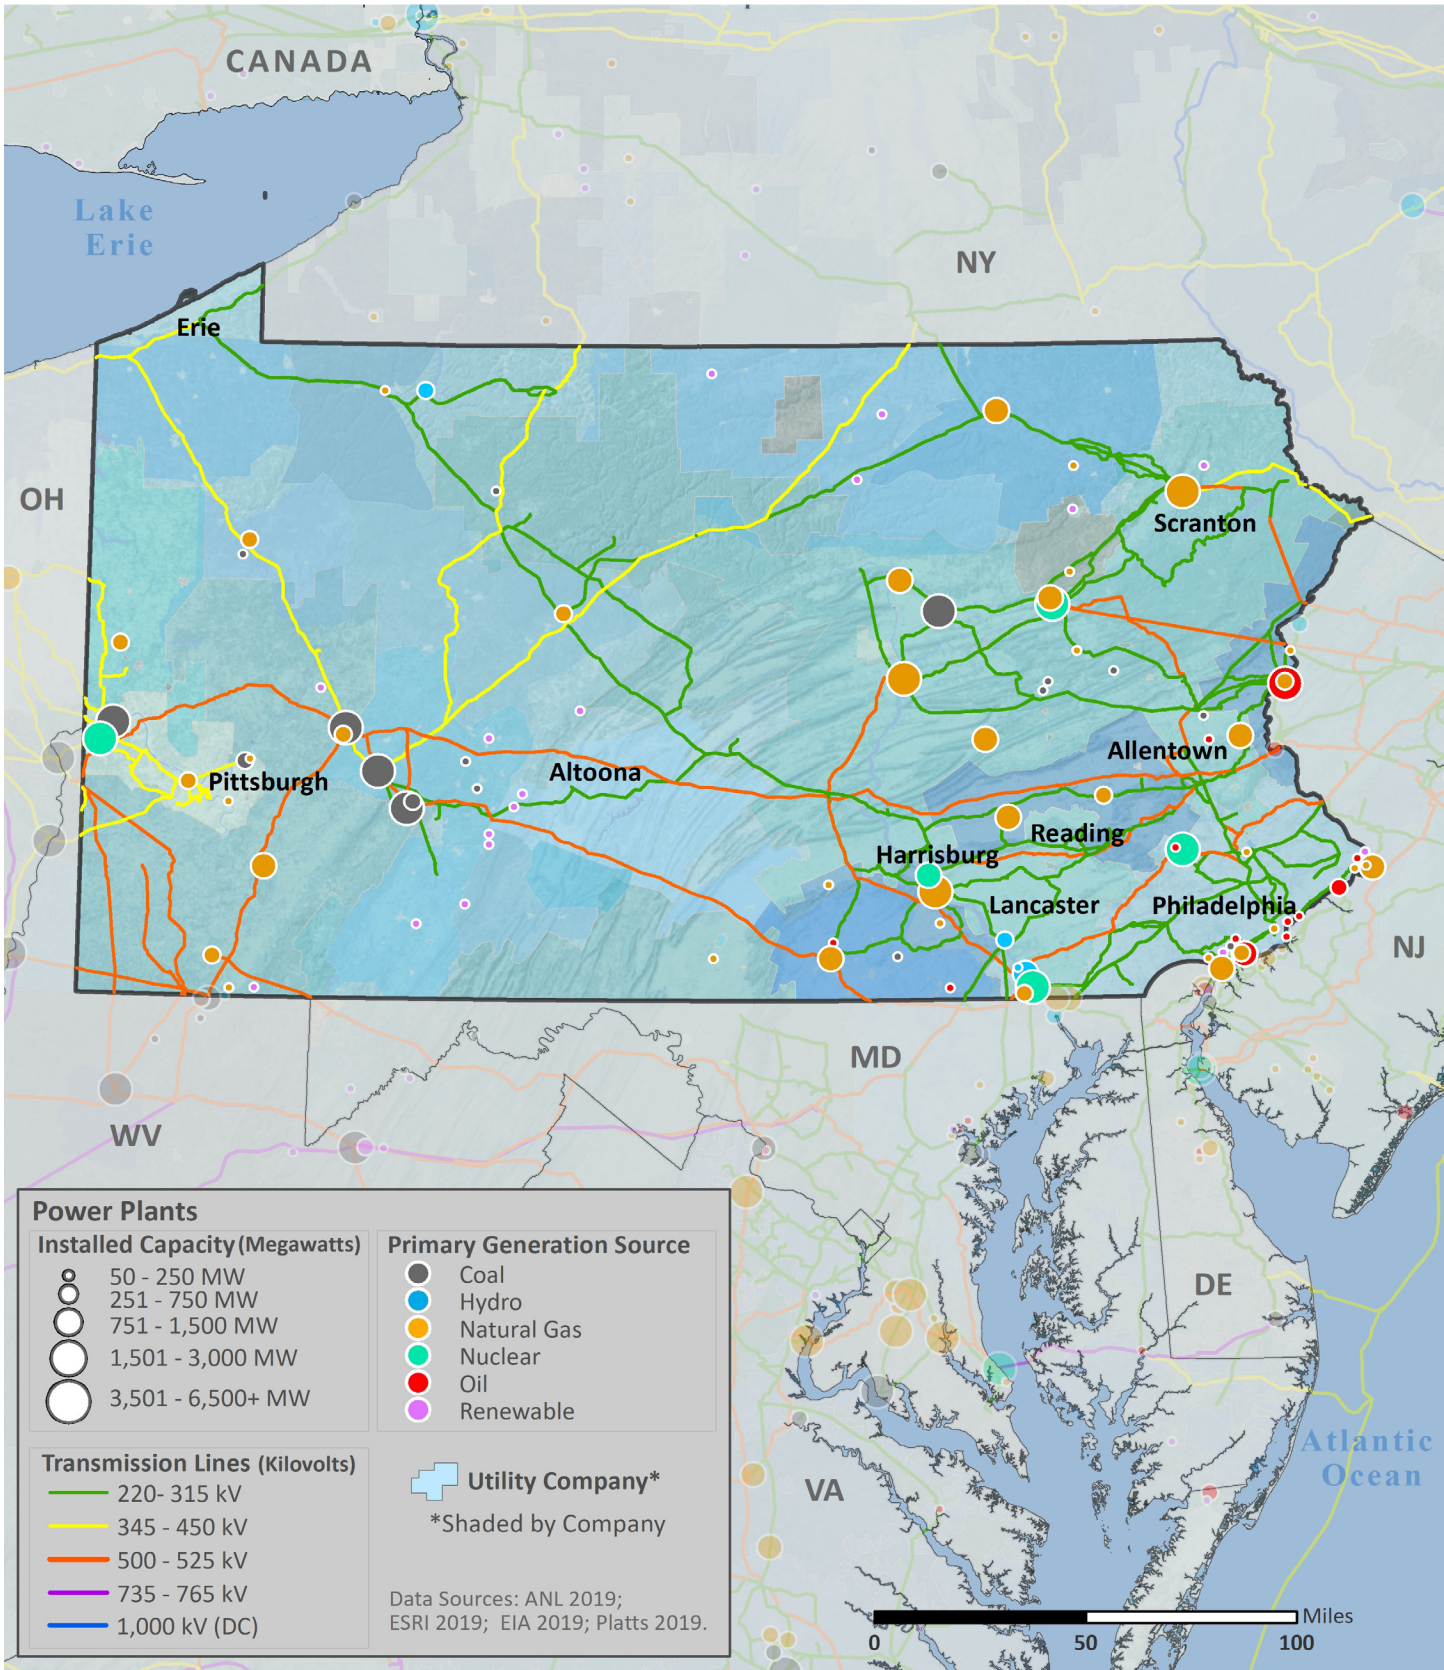 CANADA
Lake
Erie
NY
Erie
OH
Scranton
Allentown
Pittsburgh
Altoona
Reading
Harrisburg
Lancaster
Philadelphia
NJ
MD
WV
DE
VA
Atlantic
Ocean
Power Plants
Installed Capacity (Megawatts)
50 - 250 MW
251 - 750 MW
751 - 1,500 MW
1,501 - 3,000 MW
3,501 - 6,500+ MW
Primary Generation Source
Coal
Hydro
Natural Gas
Nuclear
Oil
Renewable
Transmission Lines (Kilovolts)
220- 315 kV
345 - 450 kV
500 - 525 kV
735 - 765 kV
1,000 kV (DC)
Utility Company*
*Shaded by Company
Data Sources: ANL 2019;
ESRI 2019; EIA 2019; Platts 2019.
Miles
0 50 100